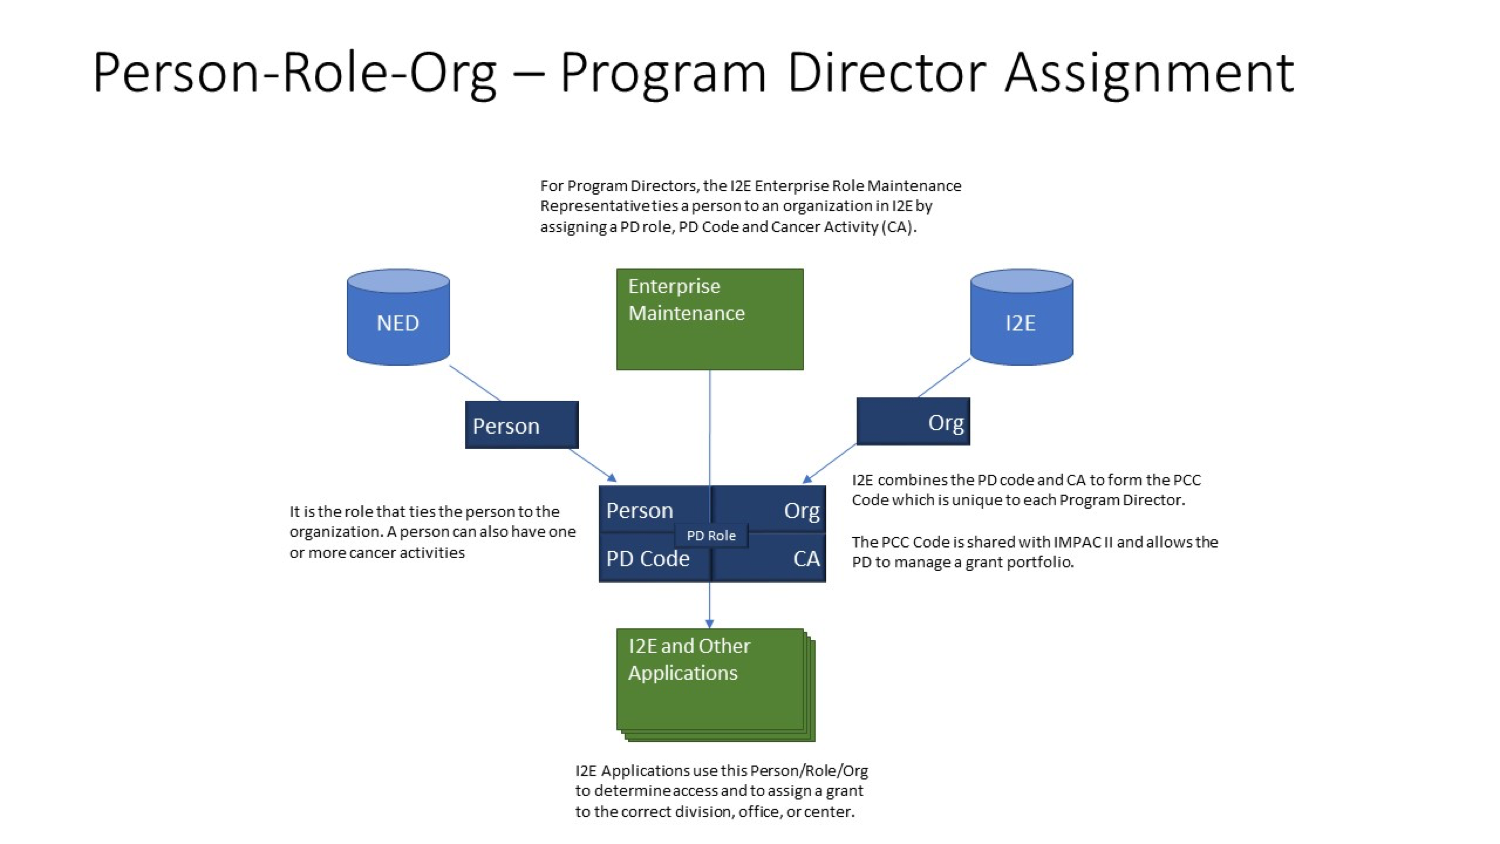 Person-Role-Org – Program Director Assignment
For Program Directors, the I2E Enterprise Role Maintenance
Representative ties a person to an organization in I2E by
assigning a PD role, PD Code and Cancer Activity (CA).
NED
Enterprise
Maintenance
I2E
Person
Org
It is the role that ties the person to the
organization. A person can also have one
or more cancer activities
Person
Org
PD Role
PD Code
CA
I2E combines the PD code and CA to form the PCC
Code which is unique to each Program Director.
The PCC Code is shared with IMPAC II and allows the
PD to manage a grant portfolio.
I2E and Other
Applications
I2E Applications use this Person/Role/Org
to determine access and to assign a grant
to the correct division, office, or center.